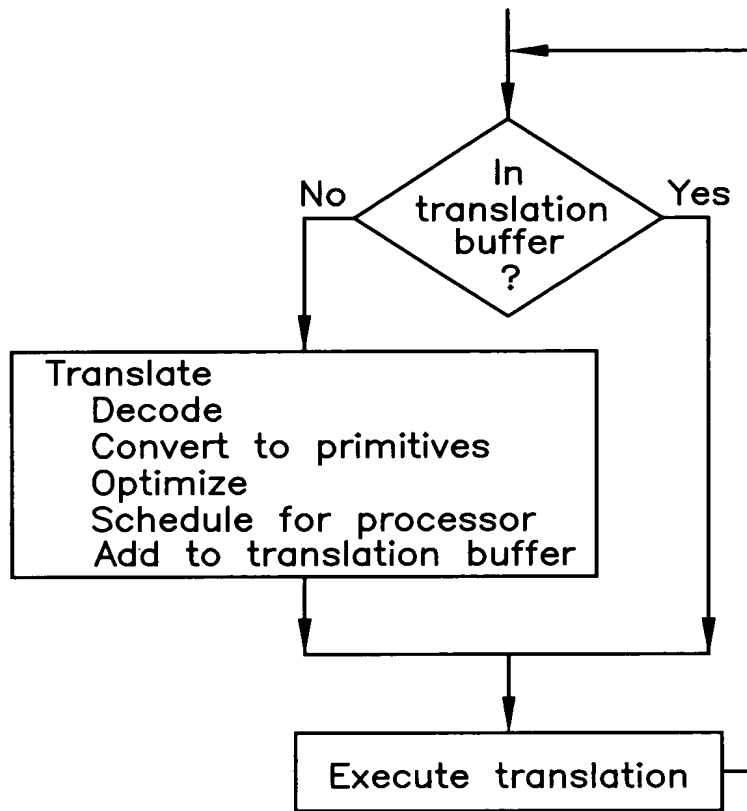 In
translation
buffer
?
No
Yes
Translate
Decode
Convert to primitives
Optimize
Schedule for processor
Add to translation buffer
Execute translation